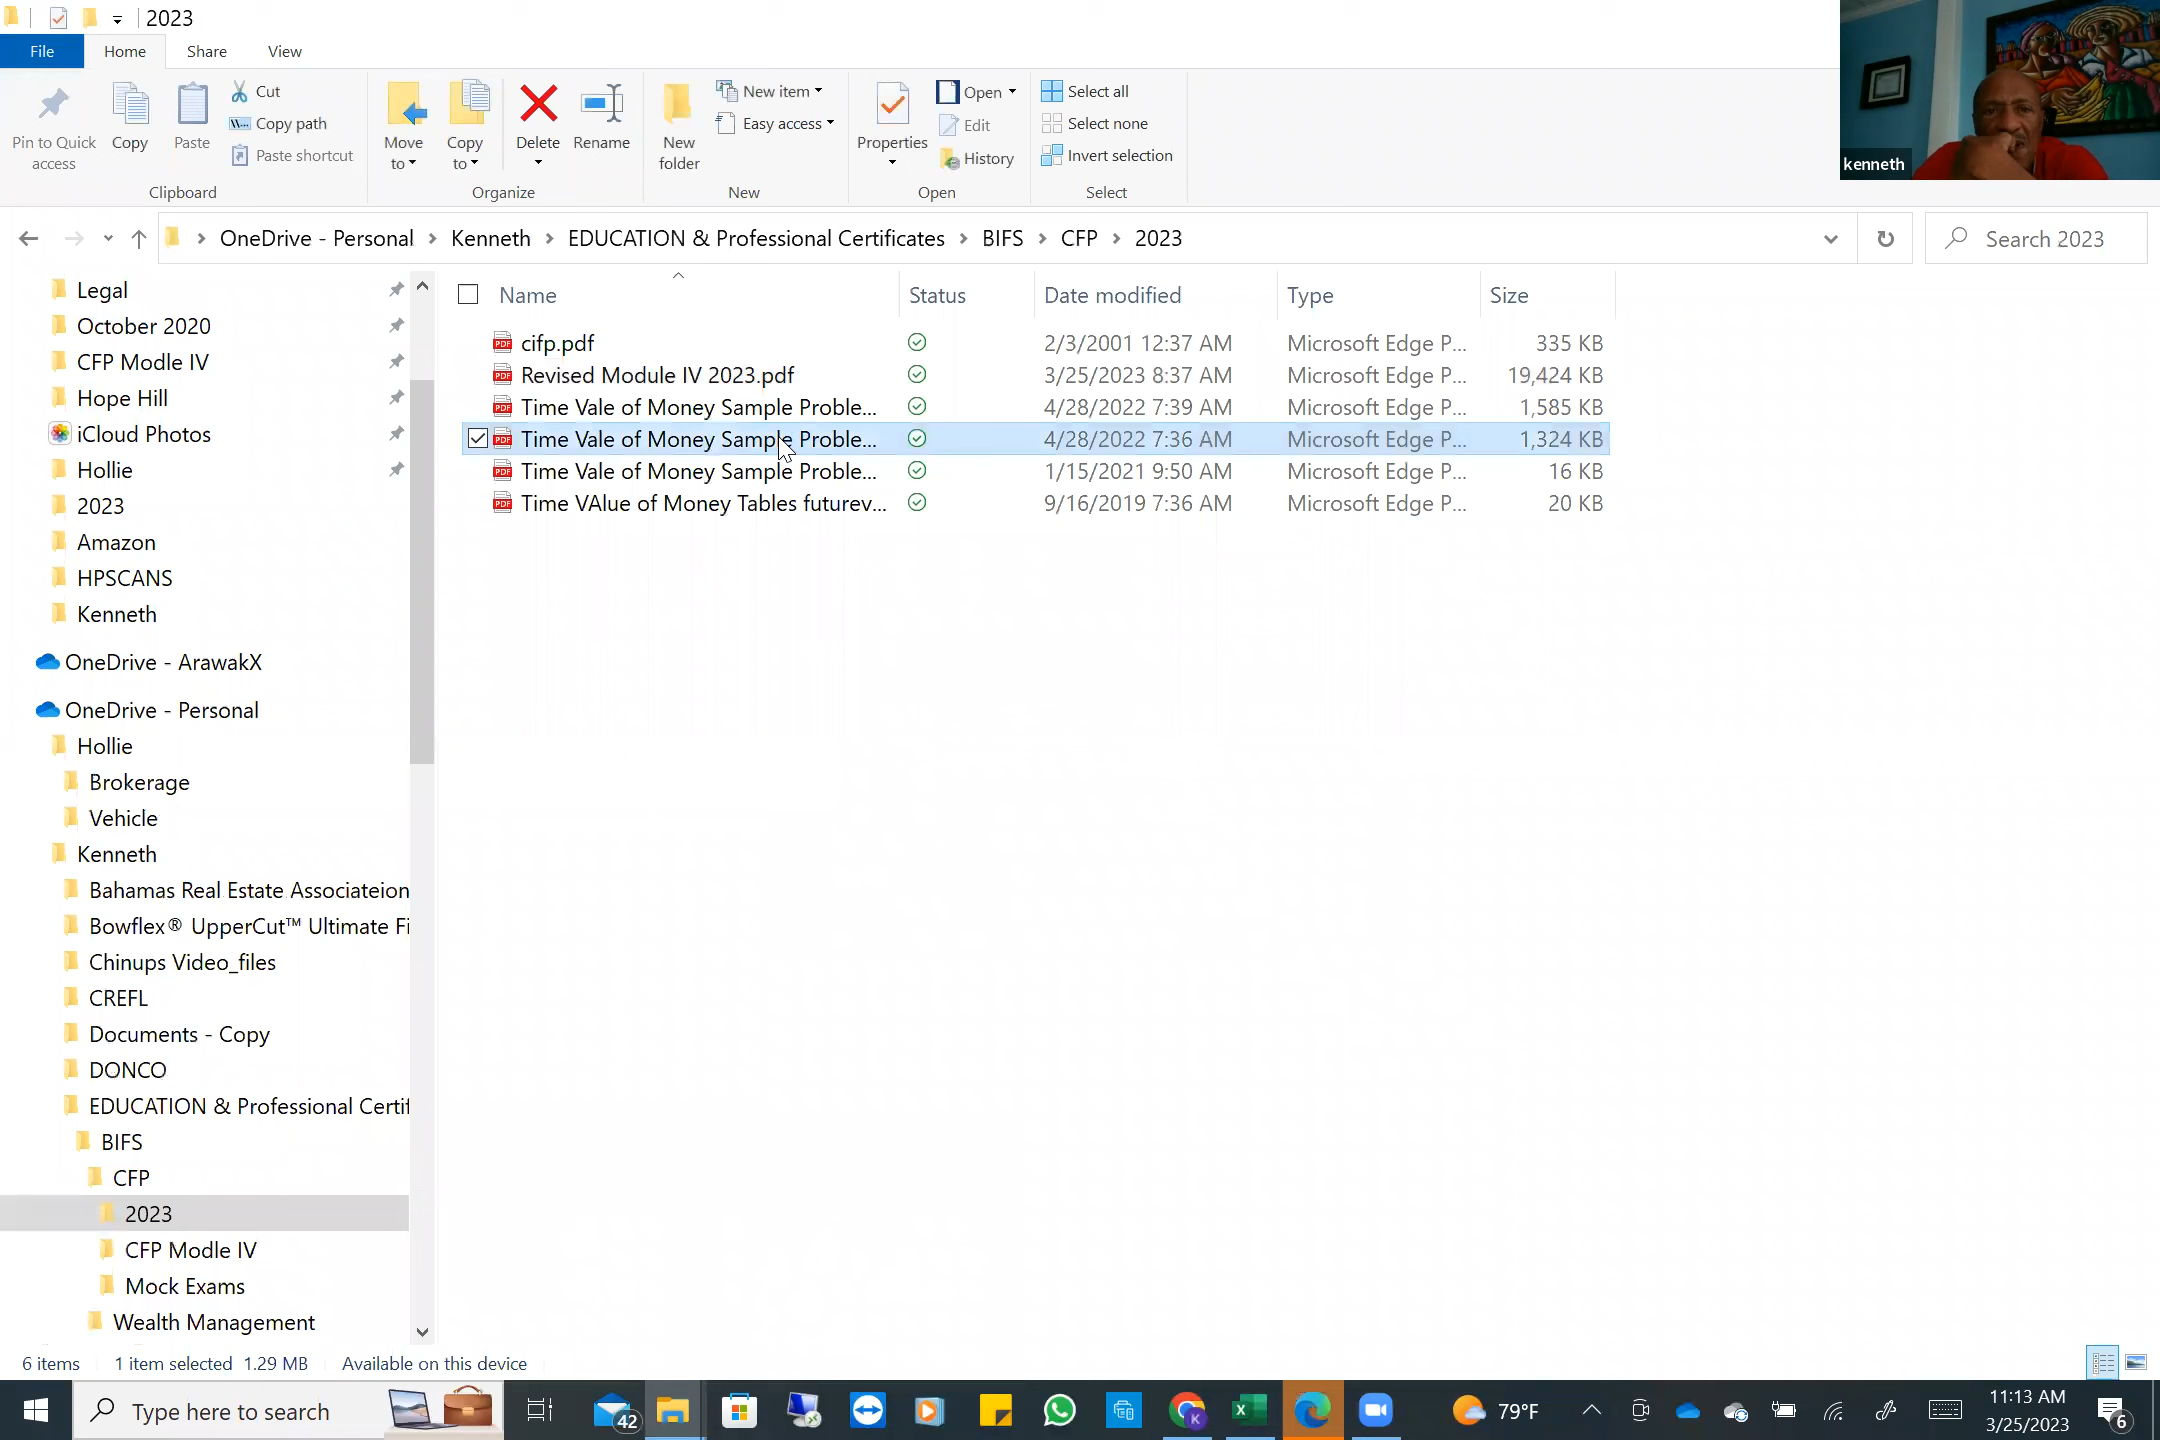 2023
File Home Share View
Pin to Quick access
Copy
Paste
Cut
Copy path
Paste shortcut
Clipboard
Move to
Copy to
Delete
Rename
Organize
New folder
New item
Easy access
New
Properties
Open
Edit
History
Open
Select all
Select none
Invert selection
Select
kenneth
OneDrive - Personal > Kenneth > EDUCATION & Professional Certificates > BIFS > CFP > 2023
Search 2023
Legal
October 2020
CFP Modle IV
Hope Hill
iCloud Photos
Hollie
2023
Amazon
HPSCANS
Kenneth
OneDrive - ArawakX
OneDrive - Personal
Hollie
Brokerage
Vehicle
Kenneth
Bahamas Real Estate Associateion
Bowflex® UpperCut™ Ultimate Fi
Chinups Video_files
CREFL
Documents - Copy
DONCO
EDUCATION & Professional Certif
BIFS
CFP
2023
CFP Modle IV
Mock Exams
Wealth Management
Name Status Date modified Type Size
cifp.pdf 2/3/2001 12:37 AM Microsoft Edge P... 335 KB
Revised Module IV 2023.pdf 3/25/2023 8:37 AM Microsoft Edge P... 19,424 KB
Time Vale of Money Sample Proble... 4/28/2022 7:39 AM Microsoft Edge P... 1,585 KB
Time Vale of Money Sample Proble... 4/28/2022 7:36 AM Microsoft Edge P... 1,324 KB
Time Vale of Money Sample Proble... 1/15/2021 9:50 AM Microsoft Edge P... 16 KB
Time VAlue of Money Tables futurev... 9/16/2019 7:36 AM Microsoft Edge P... 20 KB
6 items 1 item selected 1.29 MB Available on this device
Type here to search
42
K
79°F
11:13 AM
3/25/2023
6